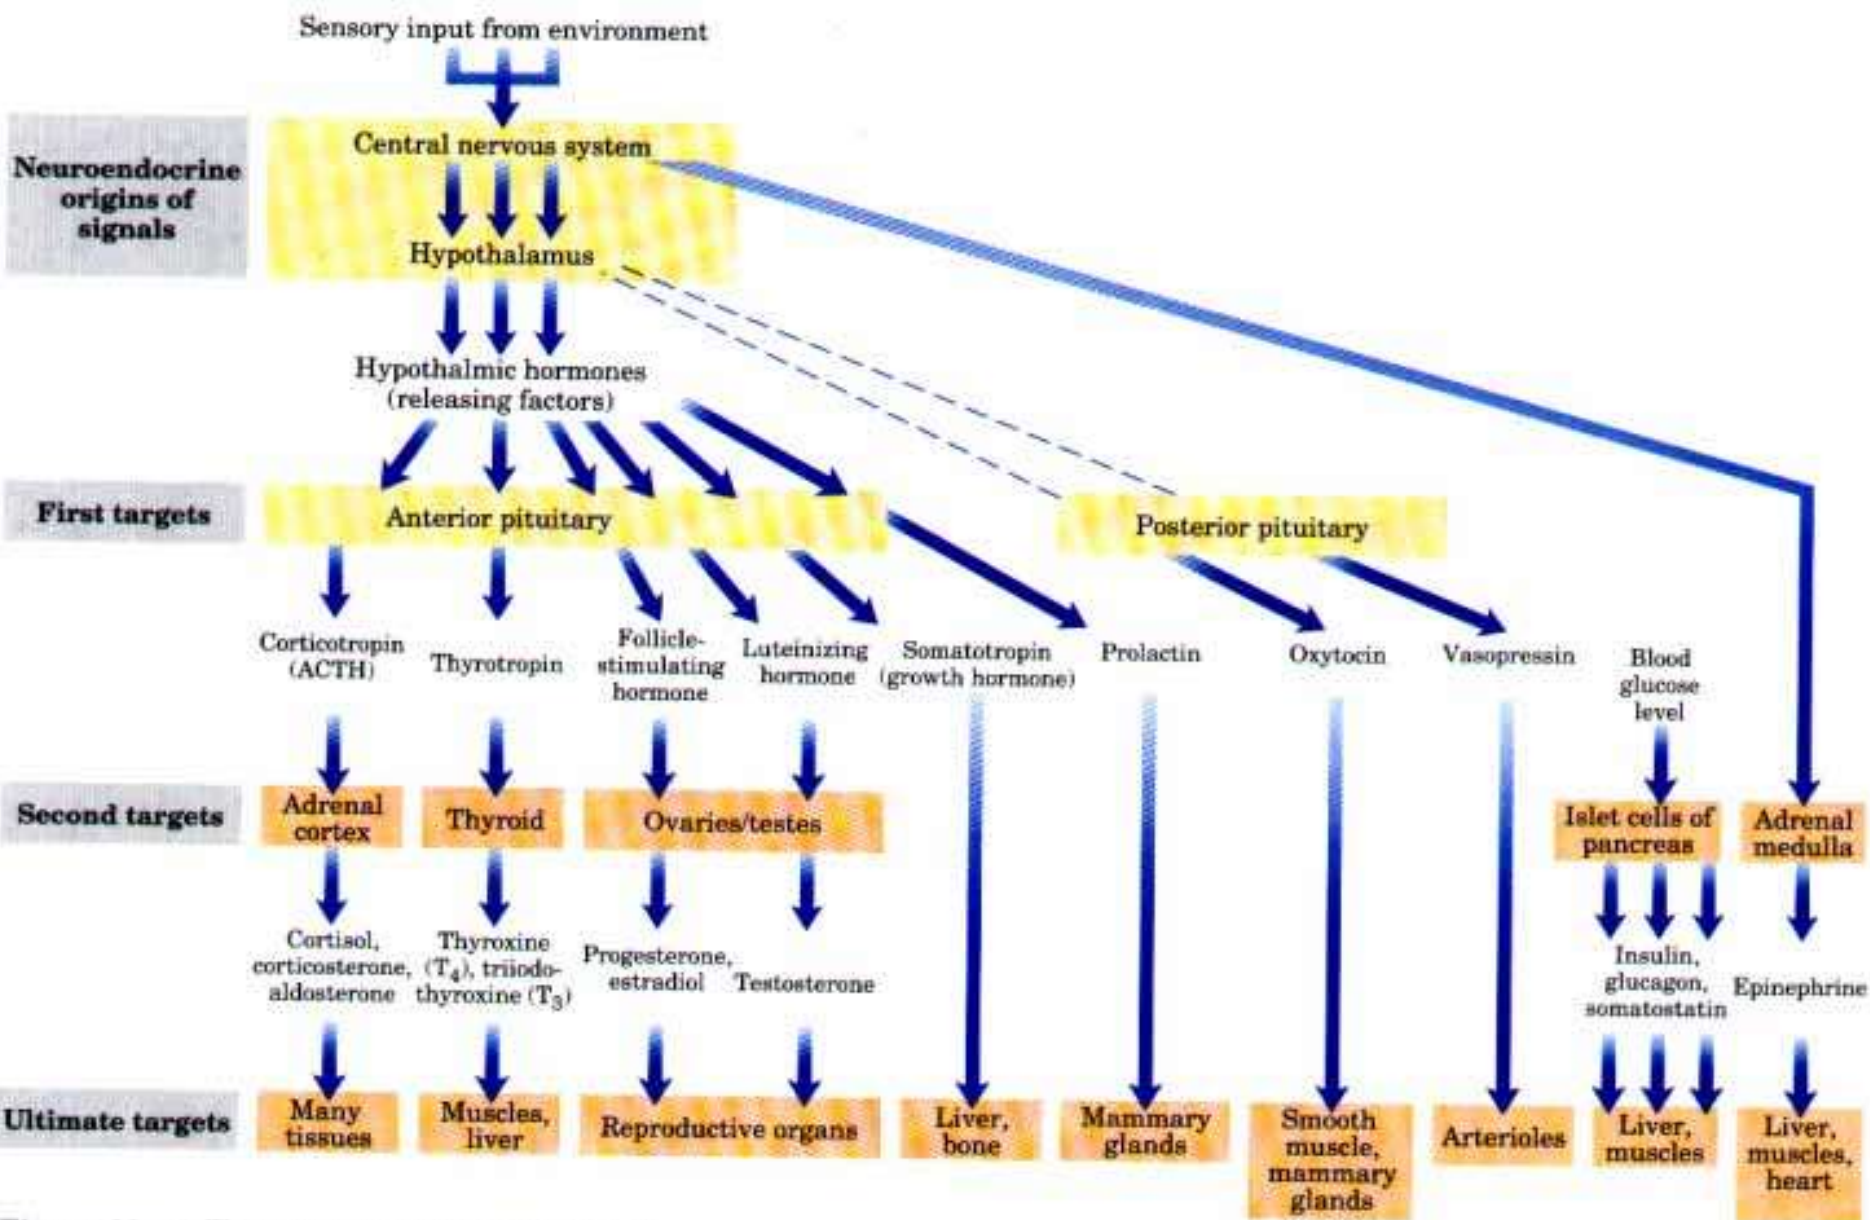 Sensory input from environment
Neuroendocrine
origins of
signals
Central nervous system
Hypothalamus
Hypothalmic hormones
(releasing factors)
First targets
Anterior pituitary
Posterior pituitary
Corticotropin
(ACTH)
Thyrotropin
Follicle-
stimulating
hormone
Luteinizing
hormone
Somatotropin
(growth hormone)
Prolactin
Oxytocin
Vasopressin
Blood
glucose
level
Second targets
Adrenal
cortex
Thyroid
Ovaries/testes
Islet cells of
pancreas
Adrenal
medulla
Cortisol,
corticosterone,
aldosterone
Thyroxine
(T4), triiodo-
thyroxine (T3)
Progesterone,
estradiol
Testosterone
Insulin,
glucagon,
somatostatin
Epinephrine
Ultimate targets
Many
tissues
Muscles,
liver
Reproductive organs
Liver,
bone
Mammary
glands
Smooth
muscle,
mammary
glands
Arterioles
Liver,
muscles
Liver,
muscles,
heart